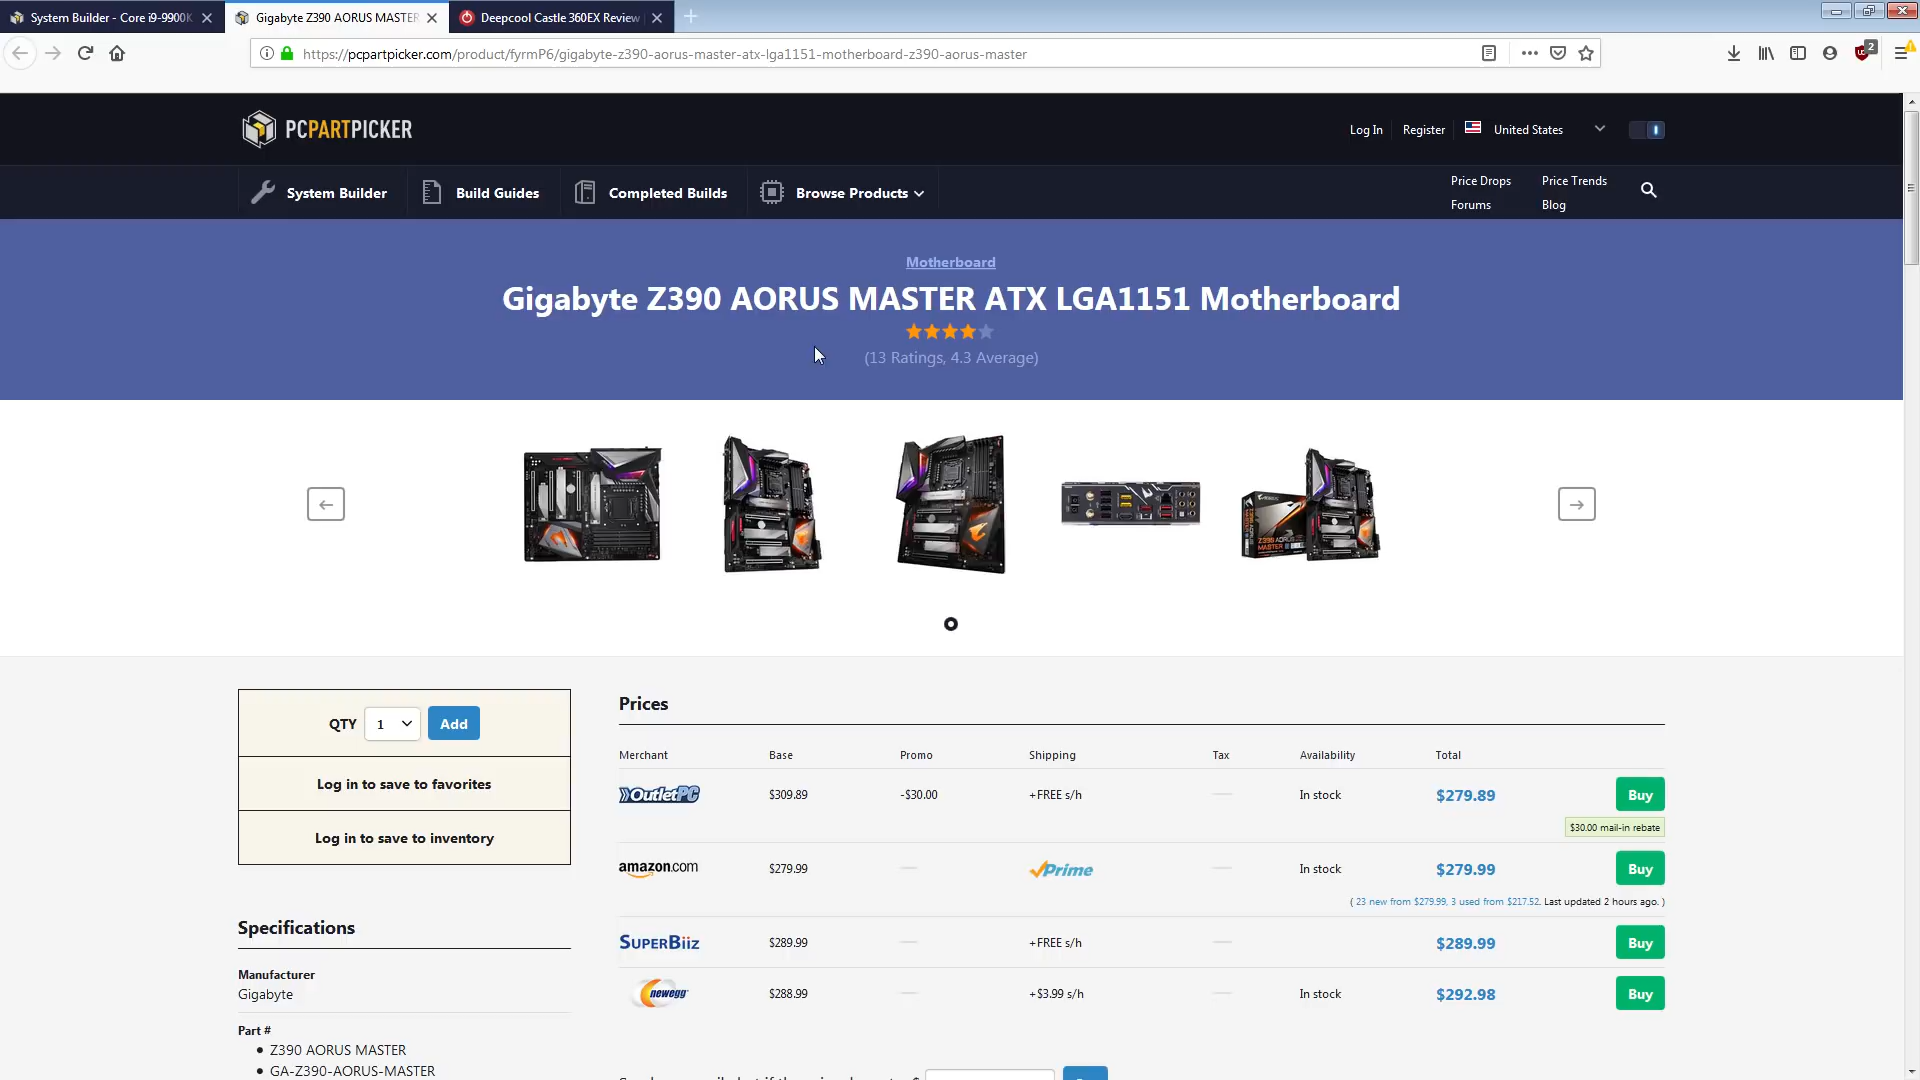 System Builder - Core i9-9900K
Gigabyte Z390 AORUS MASTER
Deepcool Castle 360EX Review
https://pcpartpicker.com/product/fyrmP6/gigabyte-z390-aorus-master-atx-lga1151-motherboard-z390-aorus-master
2
PCPARTPICKER
Log In
Register
United States
System Builder
Build Guides
Completed Builds
Browse Products
Price Drops
Price Trends
Forums
Blog
Motherboard
Gigabyte Z390 AORUS MASTER ATX LGA1151 Motherboard
(13 Ratings, 4.3 Average)
QTY 1 Add
Log in to save to favorites
Log in to save to inventory
Specifications
Manufacturer
Gigabyte
Part #
• Z390 AORUS MASTER
• GA-Z390-AORUS-MASTER
Prices
Merchant Base Promo Shipping Tax Availability Total
OutletPC $309.89 -$30.00 +FREE s/h — In stock $279.89 Buy
$30.00 mail-in rebate
amazon.com $279.99 — Prime — In stock $279.99 Buy
( 23 new from $279.99, 3 used from $217.52. Last updated 2 hours ago. )
SUPERBiiz $289.99 — +FREE s/h — $289.99 Buy
newegg $288.99 — +$3.99 s/h — In stock $292.98 Buy